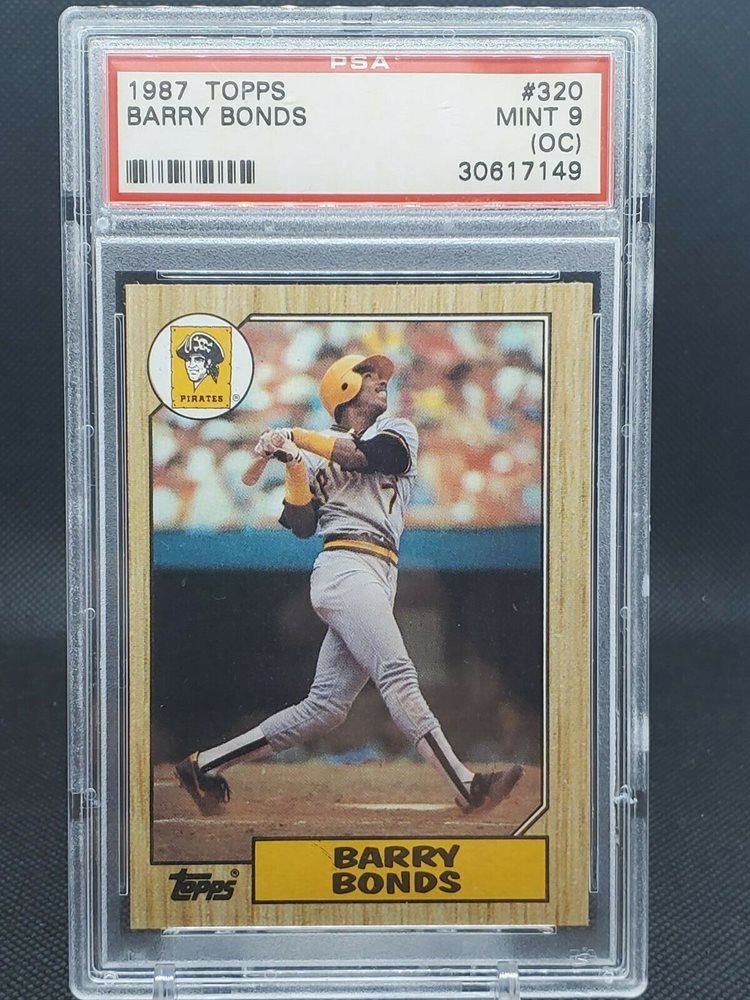 PSA
1987 TOPPS #320
BARRY BONDS MINT 9
(OC)
30617149
PIRATES ®
P
7
topps ®
BARRY
BONDS